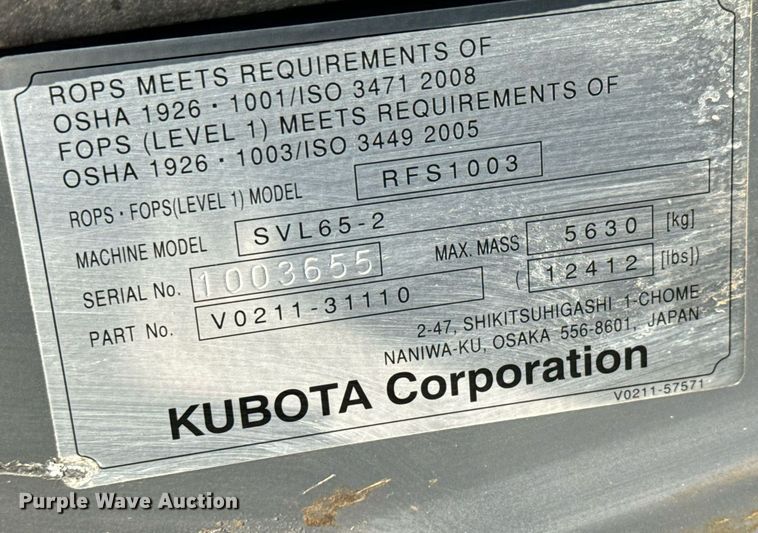 ROPS MEETS REQUIREMENTS OF
OSHA 1926・1001/ISO 3471 2008
FOPS (LEVEL 1) MEETS REQUIREMENTS OF
OSHA 1926・1003/ISO 3449 2005
ROPS・FOPS(LEVEL 1) MODEL RFS1003
MACHINE MODEL SVL65-2
SERIAL No. 1003655 MAX. MASS 5630 [kg]
PART No. V0211-31110 (12412 [lbs])
2-47, SHIKITSUHIGASHI 1-CHOME
NANIWA-KU, OSAKA 556-8601, JAPAN
KUBOTA Corporation
V0211-57571
Purple Wave Auction